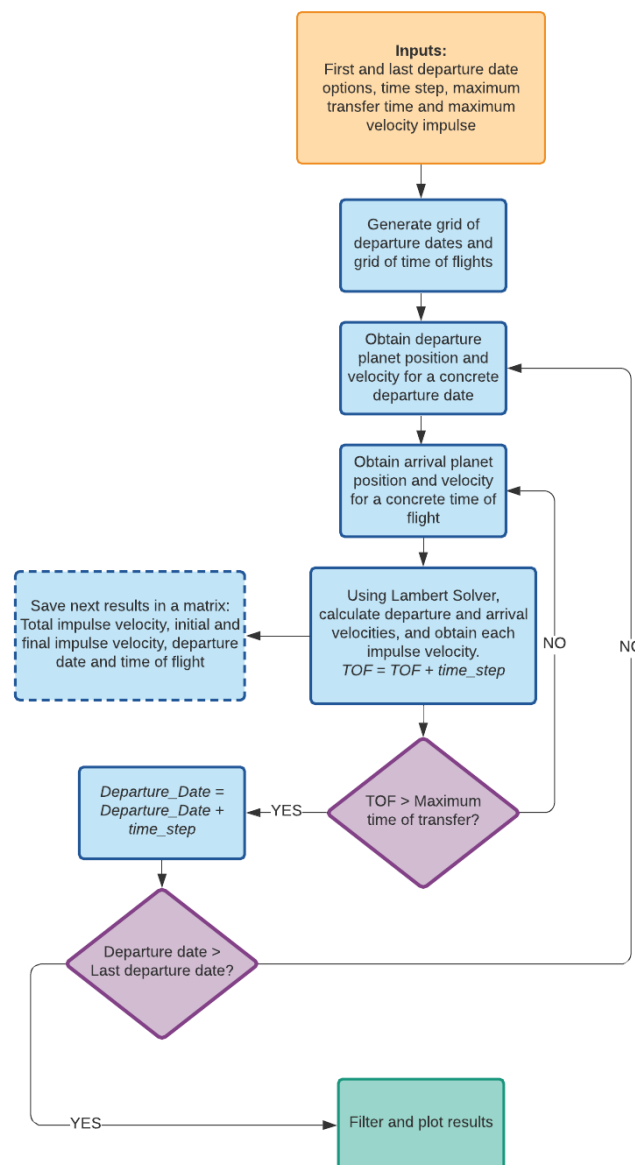 Inputs:
First and last departure date
options, time step, maximum
transfer time and maximum
velocity impulse
Generate grid of
departure dates and
grid of time of flights
Obtain departure
planet position and
velocity for a concrete
departure date
Obtain arrival planet
position and velocity
for a concrete time of
flight
Save next results in a matrix:
Total impulse velocity, initial and
final impulse velocity, departure
date and time of flight
Using Lambert Solver,
calculate departure and arrival
velocities, and obtain each
impulse velocity.
TOF = TOF + time_step
NO
NO
Departure_Date =
Departure_Date +
time_step
YES
TOF > Maximum
time of transfer?
Departure date >
Last departure date?
YES
Filter and plot results